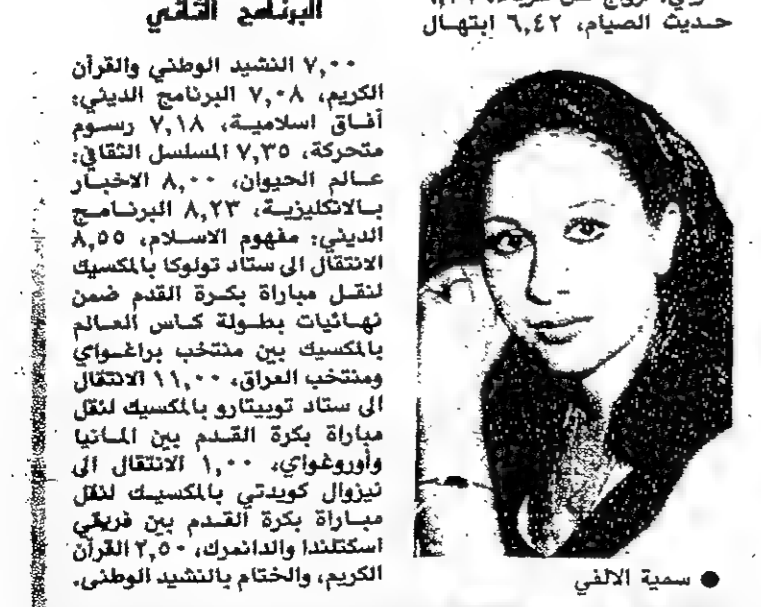 حديث الصيام، ٦,٤٢ ابتهال
● سمية الالفي
البرنامج الثاني
٧,٠٠ النشيد الوطني والقرآن
الكريم، ٧,٠٨ البرنامج الديني:
آفاق اسلامية، ٧,١٨ رسوم
متحركة، ٧,٣٥ المسلسل الثقافي:
عالم الحيوان، ٨,٠٠ الاخبار
بالانكليزية، ٨,٢٣ البرنامج
الديني: مفهوم الاسلام، ٨,٥٥
الانتقال الى ستاد تولوكا بالمكسيك
لنقل مباراة بكرة القدم ضمن
نهائيات بطولة كاس العالم
بالمكسيك بين منتخب براغواي
ومنتخب العراق، ١١,٠٠ الانتقال
الى ستاد توييتارو بالمكسيك لنقل
مباراة بكرة القدم بين المانيا
وأوروغواي، ١,٠٠ الانتقال الى
نيزوال كويدتي بالمكسيك لنقل
مباراة بكرة القدم بين فريقي
اسكتلندا والدانمرك، ٢,٥٠ القرآن
الكريم، والختام بالنشيد الوطني.